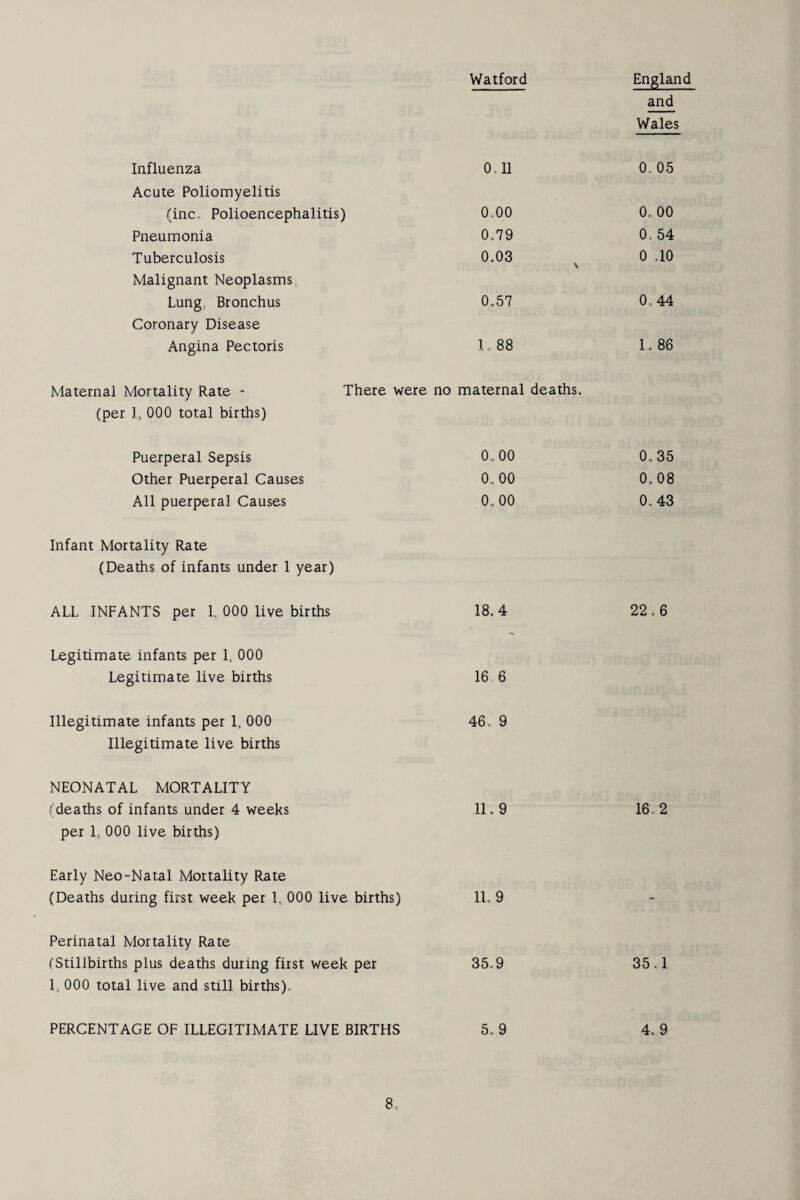 Watford England
and
Wales
Influenza 0.11 0.05
Acute Poliomyelitis
(inc. Polioencephalitis) 0.00 0.00
Pneumonia 0.79 0.54
Tuberculosis 0.03 0 .10
Malignant Neoplasms,
Lung, Bronchus 0.57 0.44
Coronary Disease
Angina Pectoris 1.88 1.86
Maternal Mortality Rate - There were no maternal deaths.
(per 1,000 total births)
Puerperal Sepsis 0.00 0.35
Other Puerperal Causes 0.00 0.08
All puerperal Causes 0.00 0.43
Infant Mortality Rate
(Deaths of infants under 1 year)
ALL INFANTS per 1,000 live births 18.4 22.6
Legitimate infants per 1,000
Legitimate live births 16.6
Illegitimate infants per 1,000 46.9
Illegitimate live births
NEONATAL MORTALITY
(deaths of infants under 4 weeks 11.9 16.2
per 1,000 live births)
Early Neo-Natal Mortality Rate
(Deaths during first week per 1,000 live births) 11.9 -
Perinatal Mortality Rate
(Stillbirths plus deaths during first week per 35.9 35.1
1,000 total live and still births).
PERCENTAGE OF ILLEGITIMATE LIVE BIRTHS 5.9 4.9
8.